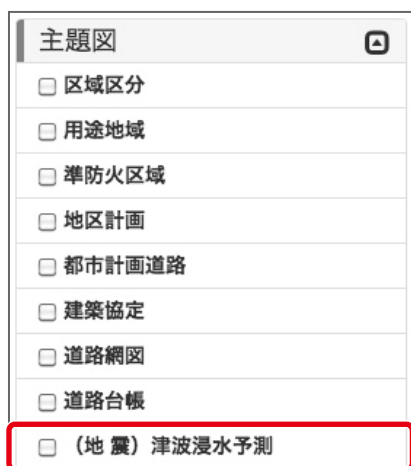 主題図
区域区分
用途地域
準防火区域
地区計画
都市計画道路
建築協定
道路網図
道路台帳
（地 震）津波浸水予測